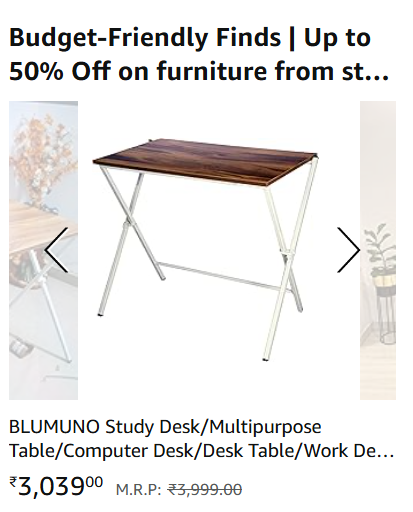 Budget-Friendly Finds | Up to
50% Off on furniture from st...
BLUMUNO Study Desk/Multipurpose
Table/Computer Desk/Desk Table/Work De...
₹3,03900 M.R.P: ₹3,999.00